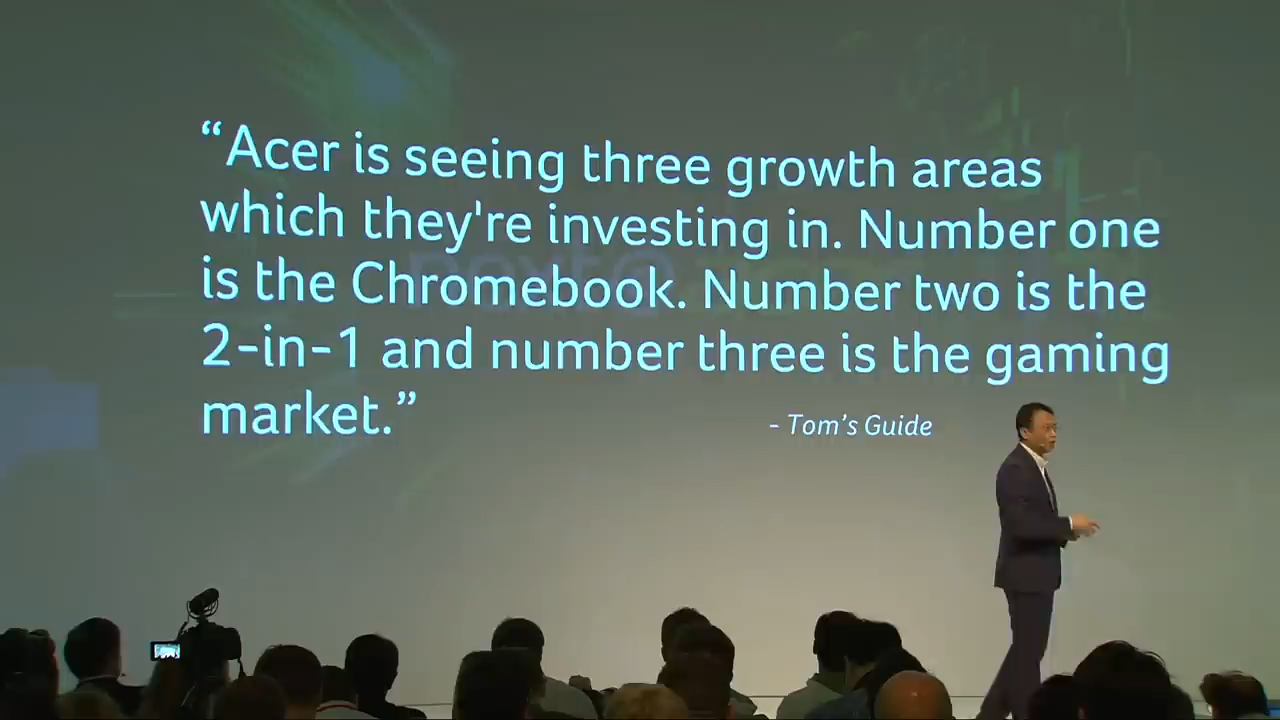 “Acer is seeing three growth areas
which they're investing in. Number one
is the Chromebook. Number two is the
2-in-1 and number three is the gaming
market.”
- Tom’s Guide